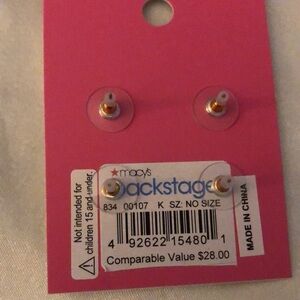 ★macy's
backstage
834 00107 K SZ: NO SIZE
4 92622 15480 1
Comparable Value $28.00
Not intended for
children 15 and under.
MADE IN CHINA